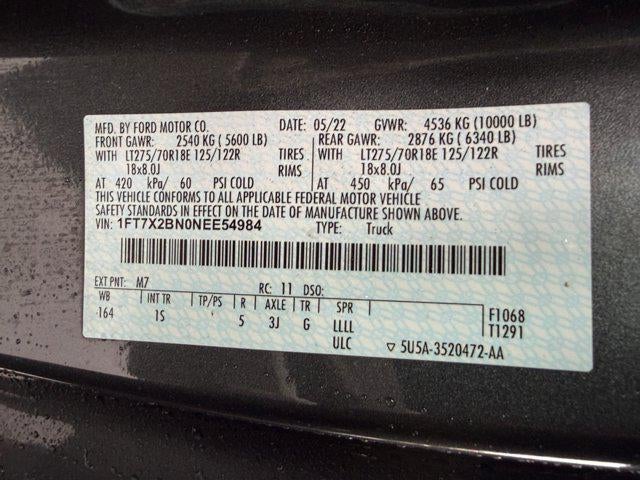 MFD. BY FORD MOTOR CO. DATE: 05/22 GVWR: 4536 KG (10000 LB)
FRONT GAWR: 2540 KG ( 5600 LB) REAR GAWR: 2876 KG ( 6340 LB)
WITH LT275/70R18E 125/122R TIRES WITH LT275/70R18E 125/122R TIRES
18x8.0J RIMS 18x8.0J RIMS
AT 420 kPa/ 60 PSI COLD AT 450 kPa/ 65 PSI COLD
THIS VEHICLE CONFORMS TO ALL APPLICABLE FEDERAL MOTOR VEHICLE
SAFETY STANDARDS IN EFFECT ON THE DATE OF MANUFACTURE SHOWN ABOVE.
VIN: 1FT7X2BN0NEE54984 TYPE: Truck
EXT PNT: M7 RC: 11 DSO:
WB INT TR TP/PS R AXLE TR SPR F1068
164 1S 5 3J G LLLL T1291
ULC ▽ 5U5A-3520472-AA